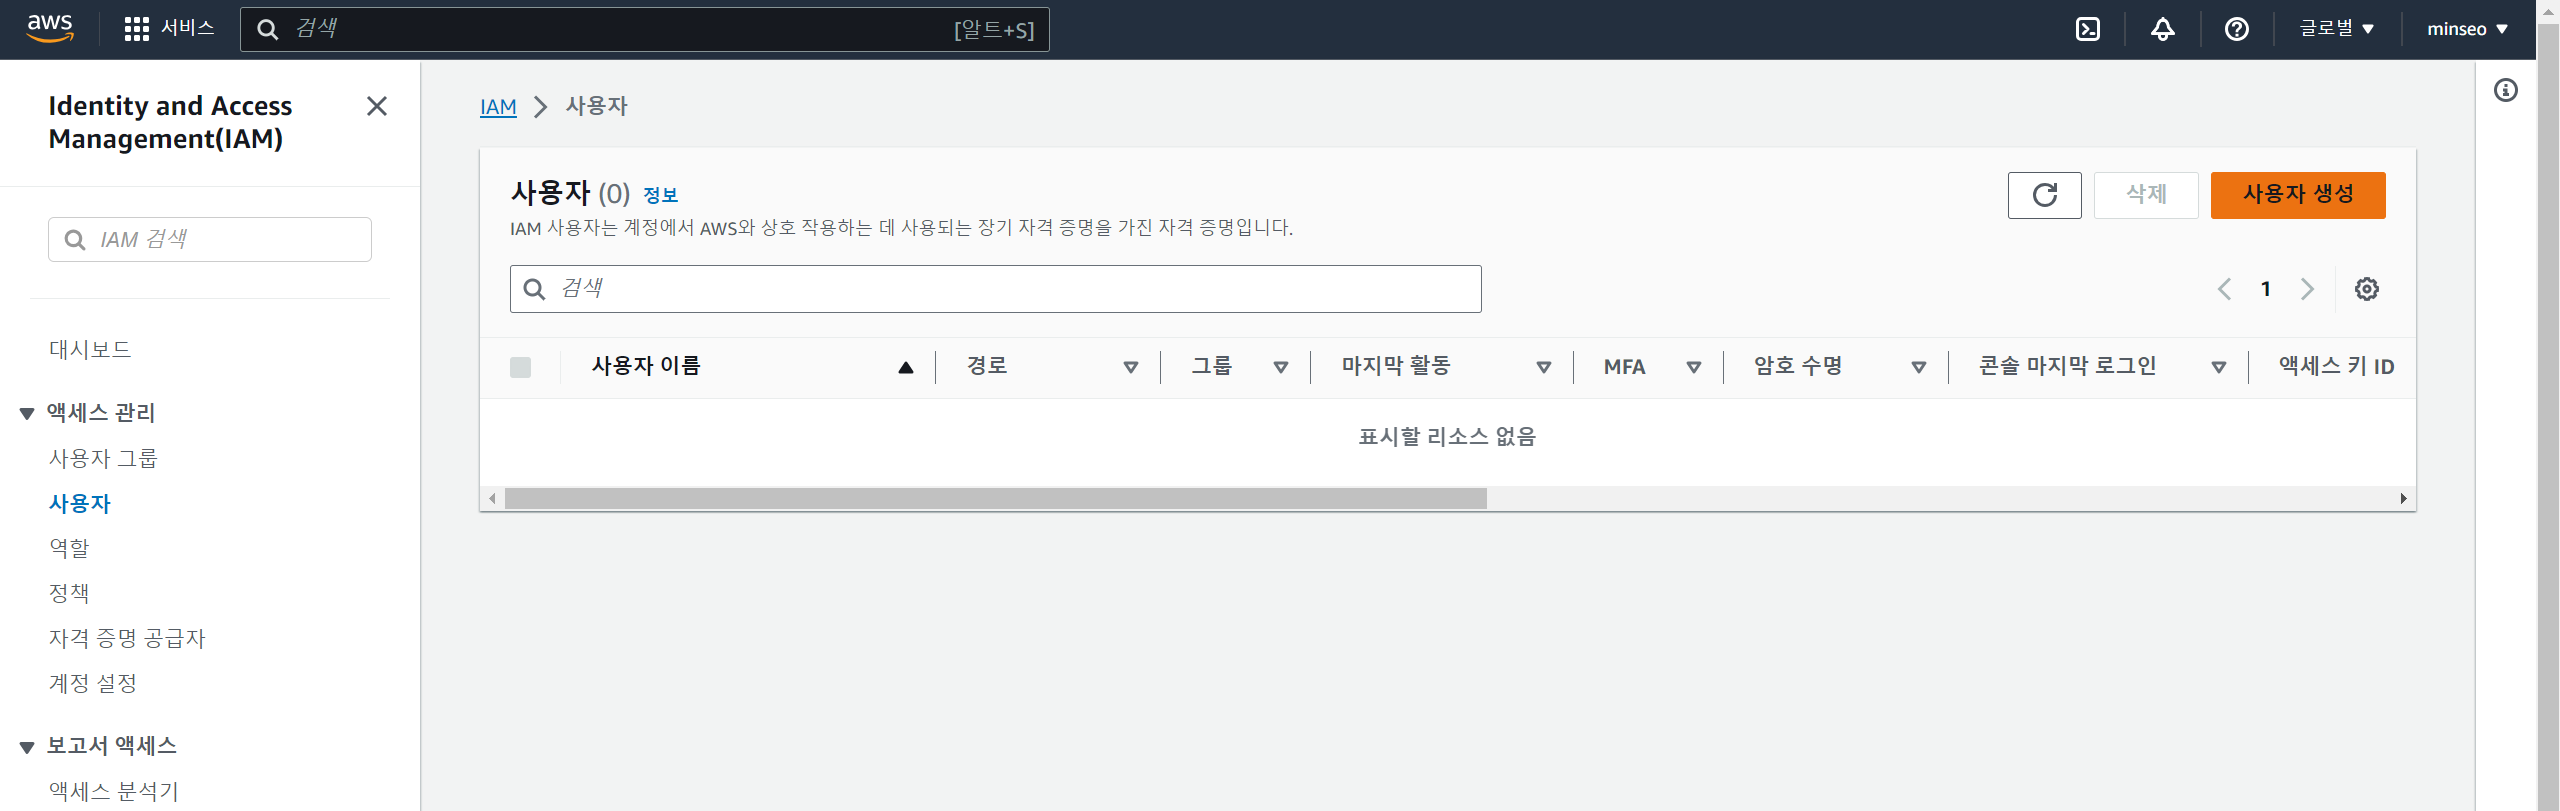 aws
서비스
검색
[알트+S]
글로벌
minseo
Identity and Access
Management(IAM)
IAM 검색
대시보드
액세스 관리
사용자 그룹
사용자
역할
정책
자격 증명 공급자
계정 설정
보고서 액세스
액세스 분석기
IAM
사용자
사용자 (0) 정보
IAM 사용자는 계정에서 AWS와 상호 작용하는 데 사용되는 장기 자격 증명을 가진 자격 증명입니다.
삭제
사용자 생성
검색
1
사용자 이름
경로
그룹
마지막 활동
MFA
암호 수명
콘솔 마지막 로그인
액세스 키 ID
표시할 리소스 없음